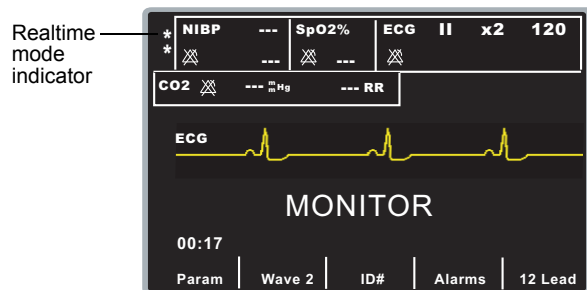 Realtime
mode
indicator
* NIBP --- SpO2% ECG II x2 120
* --- ---
CO2 --- mmHg --- RR
ECG
MONITOR
00:17
Param Wave 2 ID# Alarms 12 Lead